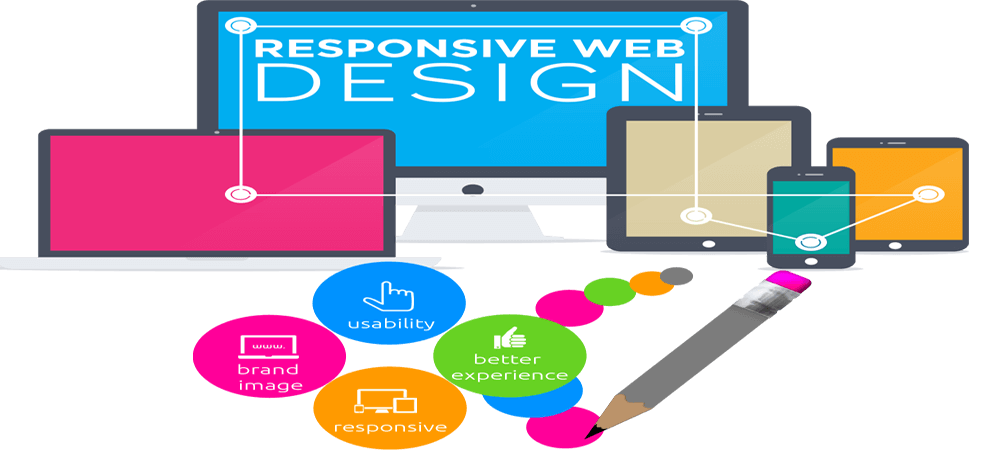 RESPONSIVE WEB
DESIGN
usability
www.
brand
image
better
experience
responsive